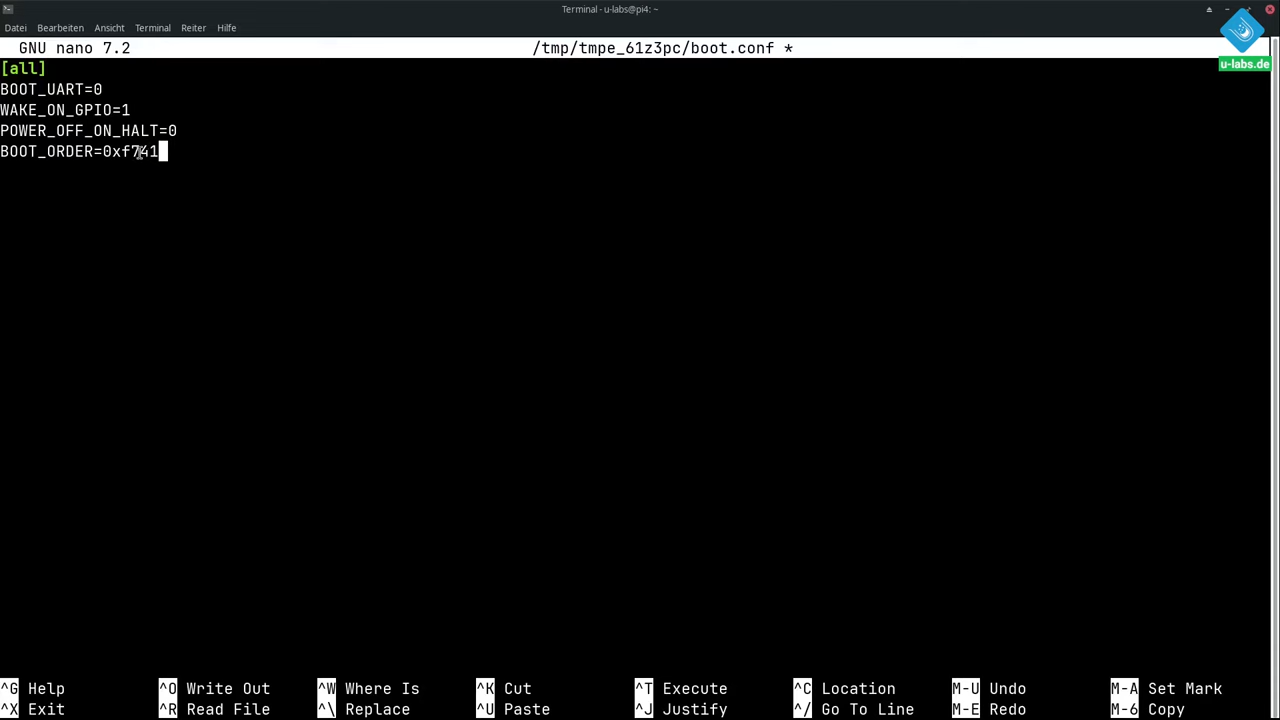 Terminal - u-labs@pi4: ~
Datei Bearbeiten Ansicht Terminal Reiter Hilfe
u-labs.de
GNU nano 7.2 /tmp/tmpe_61z3pc/boot.conf *
[all]
BOOT_UART=0
WAKE_ON_GPIO=1
POWER_OFF_ON_HALT=0
BOOT_ORDER=0xf741
^G Help ^O Write Out ^W Where Is ^K Cut ^T Execute ^C Location M-U Undo M-A Set Mark
^X Exit ^R Read File ^\ Replace ^U Paste ^J Justify ^/ Go To Line M-E Redo M-6 Copy